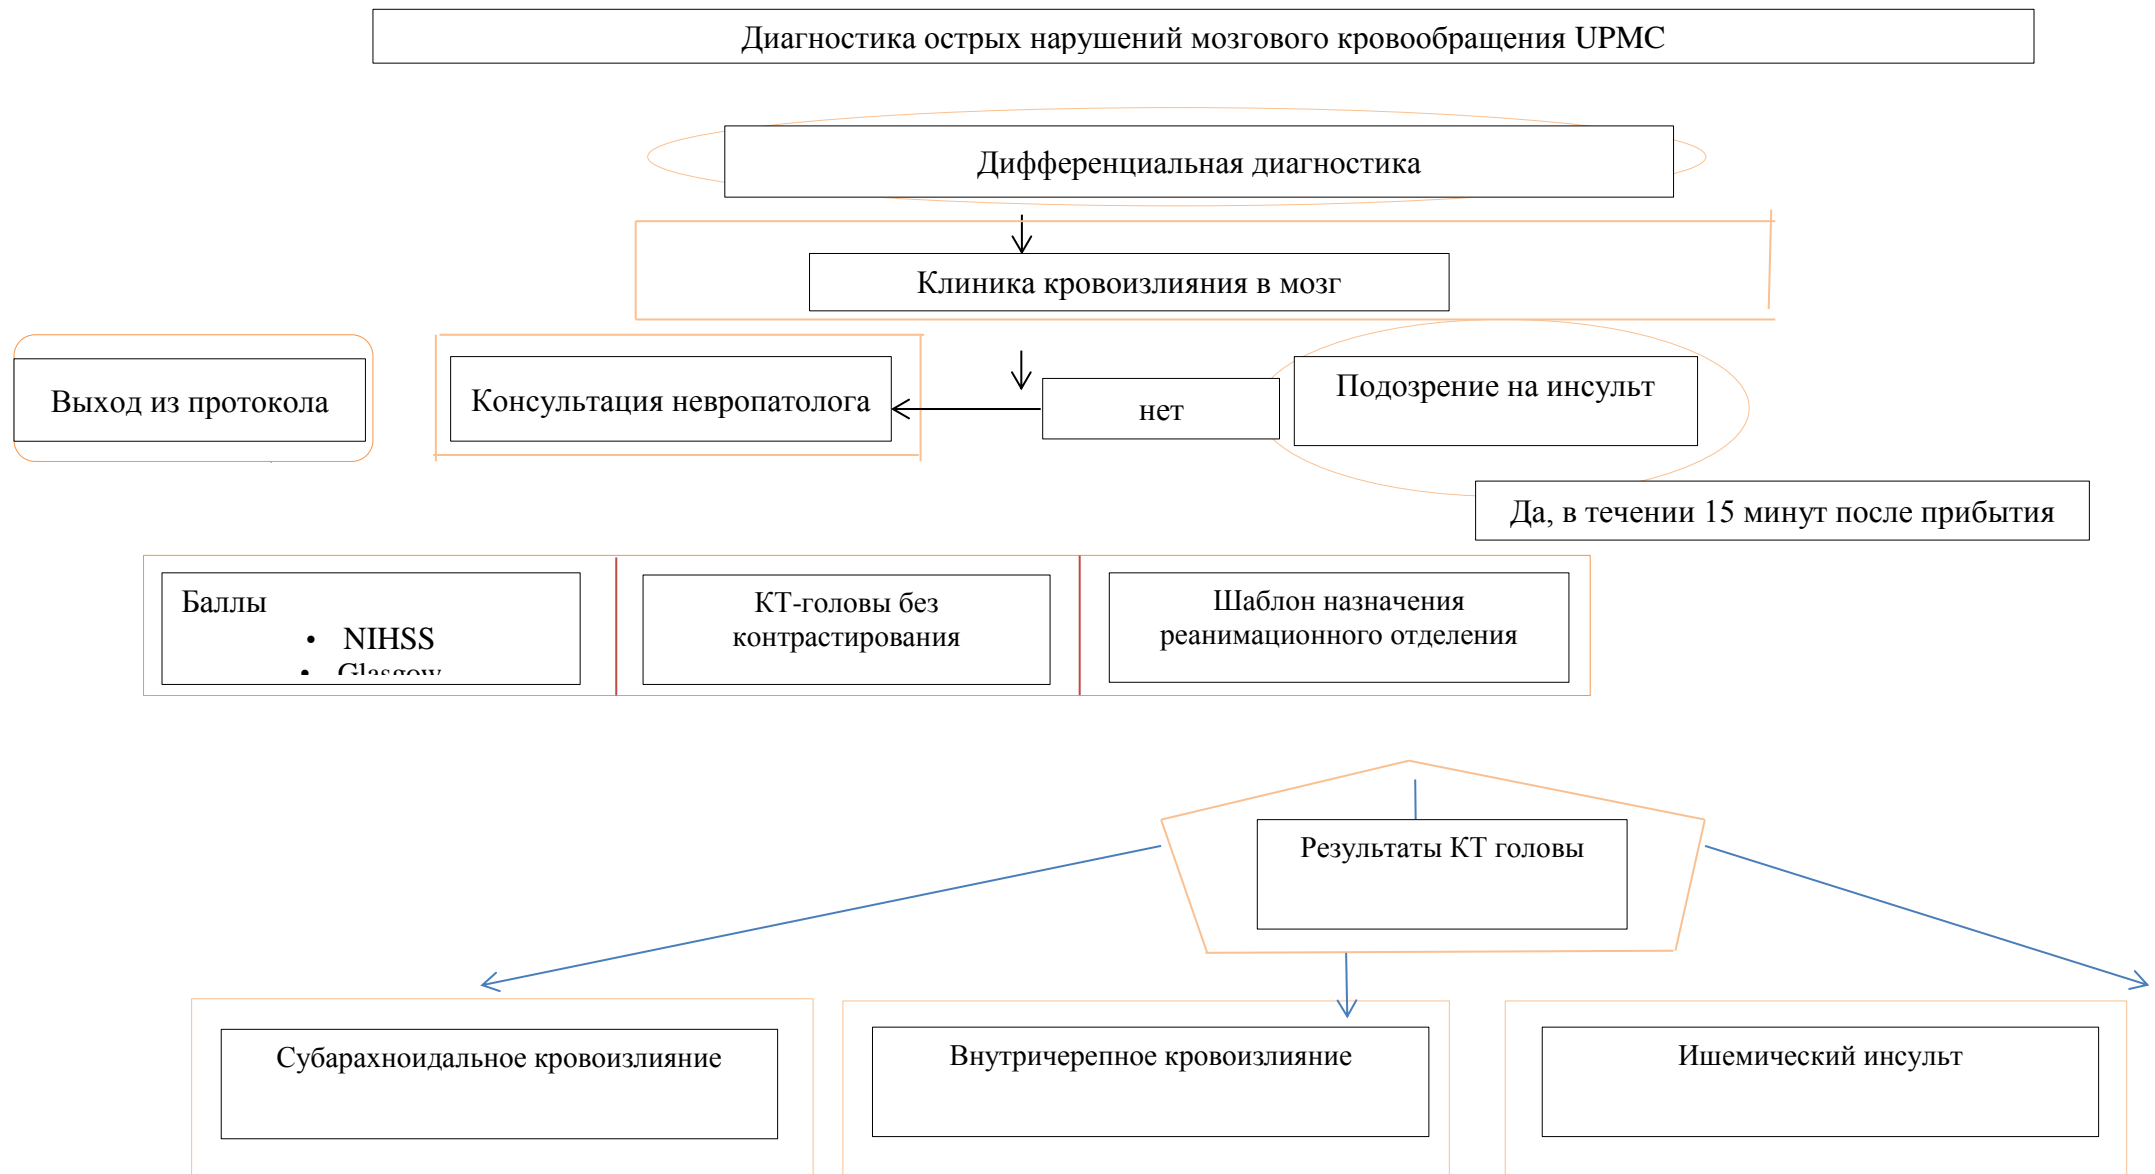 Диагностика острых нарушений мозгового кровообращения UPMC
Дифференциальная диагностика
Клиника кровоизлияния в мозг
Выход из протокола
Консультация невропатолога
нет
Подозрение на инсульт
Да, в течении 15 минут после прибытия
Баллы
• NIHSS
• Glasgow
КТ-головы без
контрастирования
Шаблон назначения
реанимационного отделения
Результаты КТ головы
Субарахноидальное кровоизлияние
Внутричерепное кровоизлияние
Ишемический инсульт